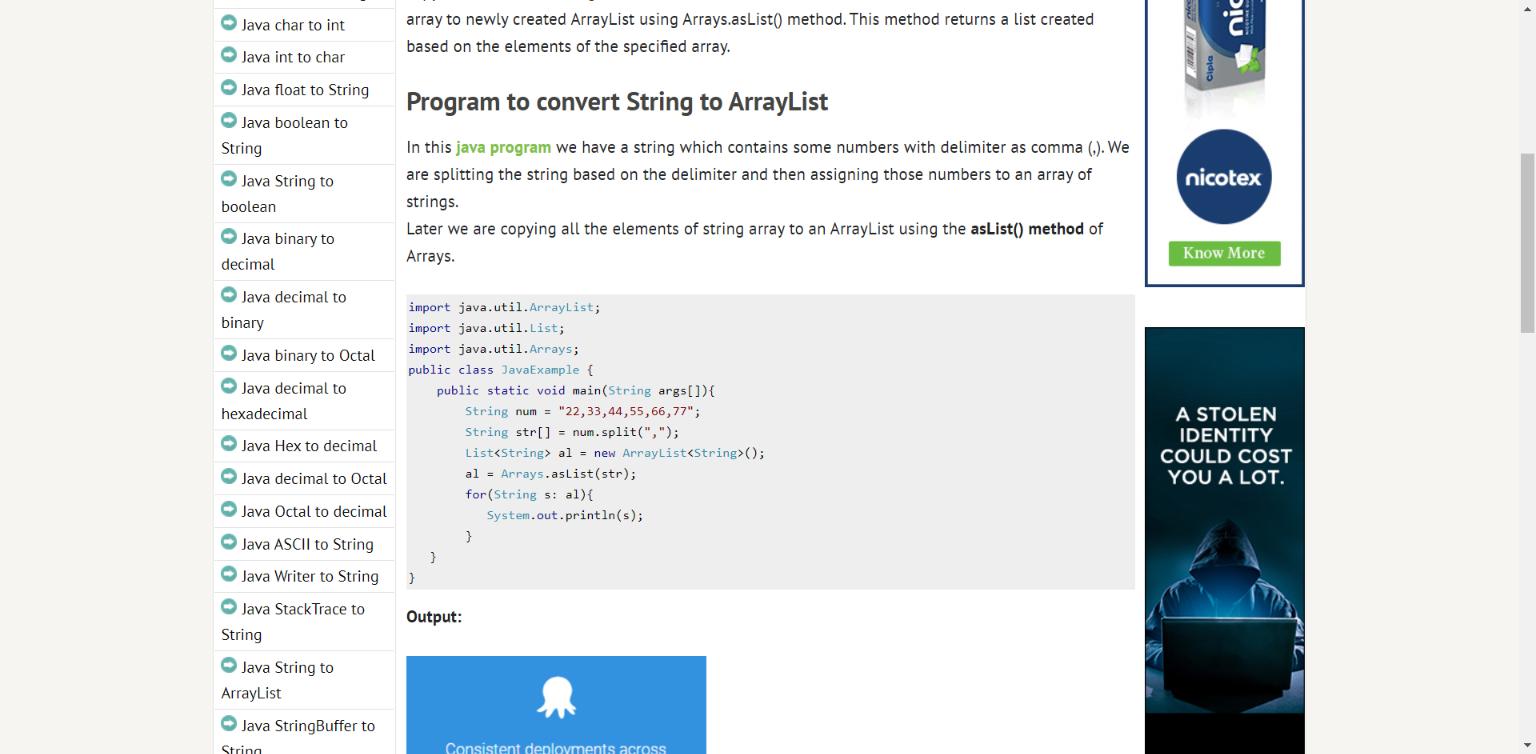 Java char to int
Java int to char
Java float to String
Java boolean to
String
Java String to
boolean
Java binary to
decimal
Java decimal to
binary
Java binary to Octal
Java decimal to
hexadecimal
Java Hex to decimal
Java decimal to Octal
Java Octal to decimal
Java ASCII to String
Java Writer to String
Java StackTrace to
String
Java String to
ArrayList
Java StringBuffer to
String
array to newly created ArrayList using Arrays.asList() method. This method returns a list created
based on the elements of the specified array.
Program to convert String to ArrayList
In this java program we have a string which contains some numbers with delimiter as comma (,). We
are splitting the string based on the delimiter and then assigning those numbers to an array of
strings.
Later we are copying all the elements of string array to an ArrayList using the asList() method of
Arrays.
import java.util.ArrayList;
import java.util.List;
import java.util.Arrays;
public class JavaExample {
    public static void main(String args[]){
        String num = "22,33,44,55,66,77";
        String str[] = num.split(",");
        List<String> al = new ArrayList<String>();
        al = Arrays.asList(str);
        for(String s: al){
           System.out.println(s);
        }
   }
}
Output:
Consistent deployments across
Cipla
nicotex
Know More
A STOLEN
IDENTITY
COULD COST
YOU A LOT.